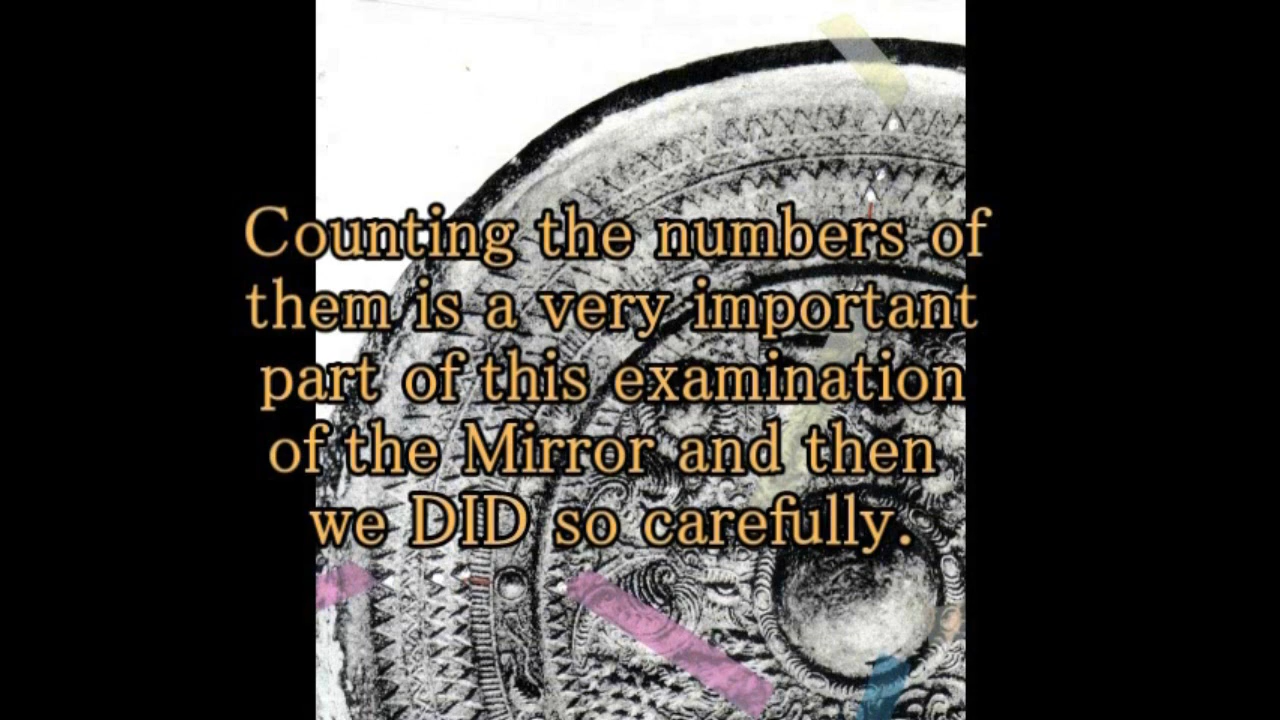 Counting the numbers of
them is a very important
part of this examination
of the Mirror and then
we DID so carefully.